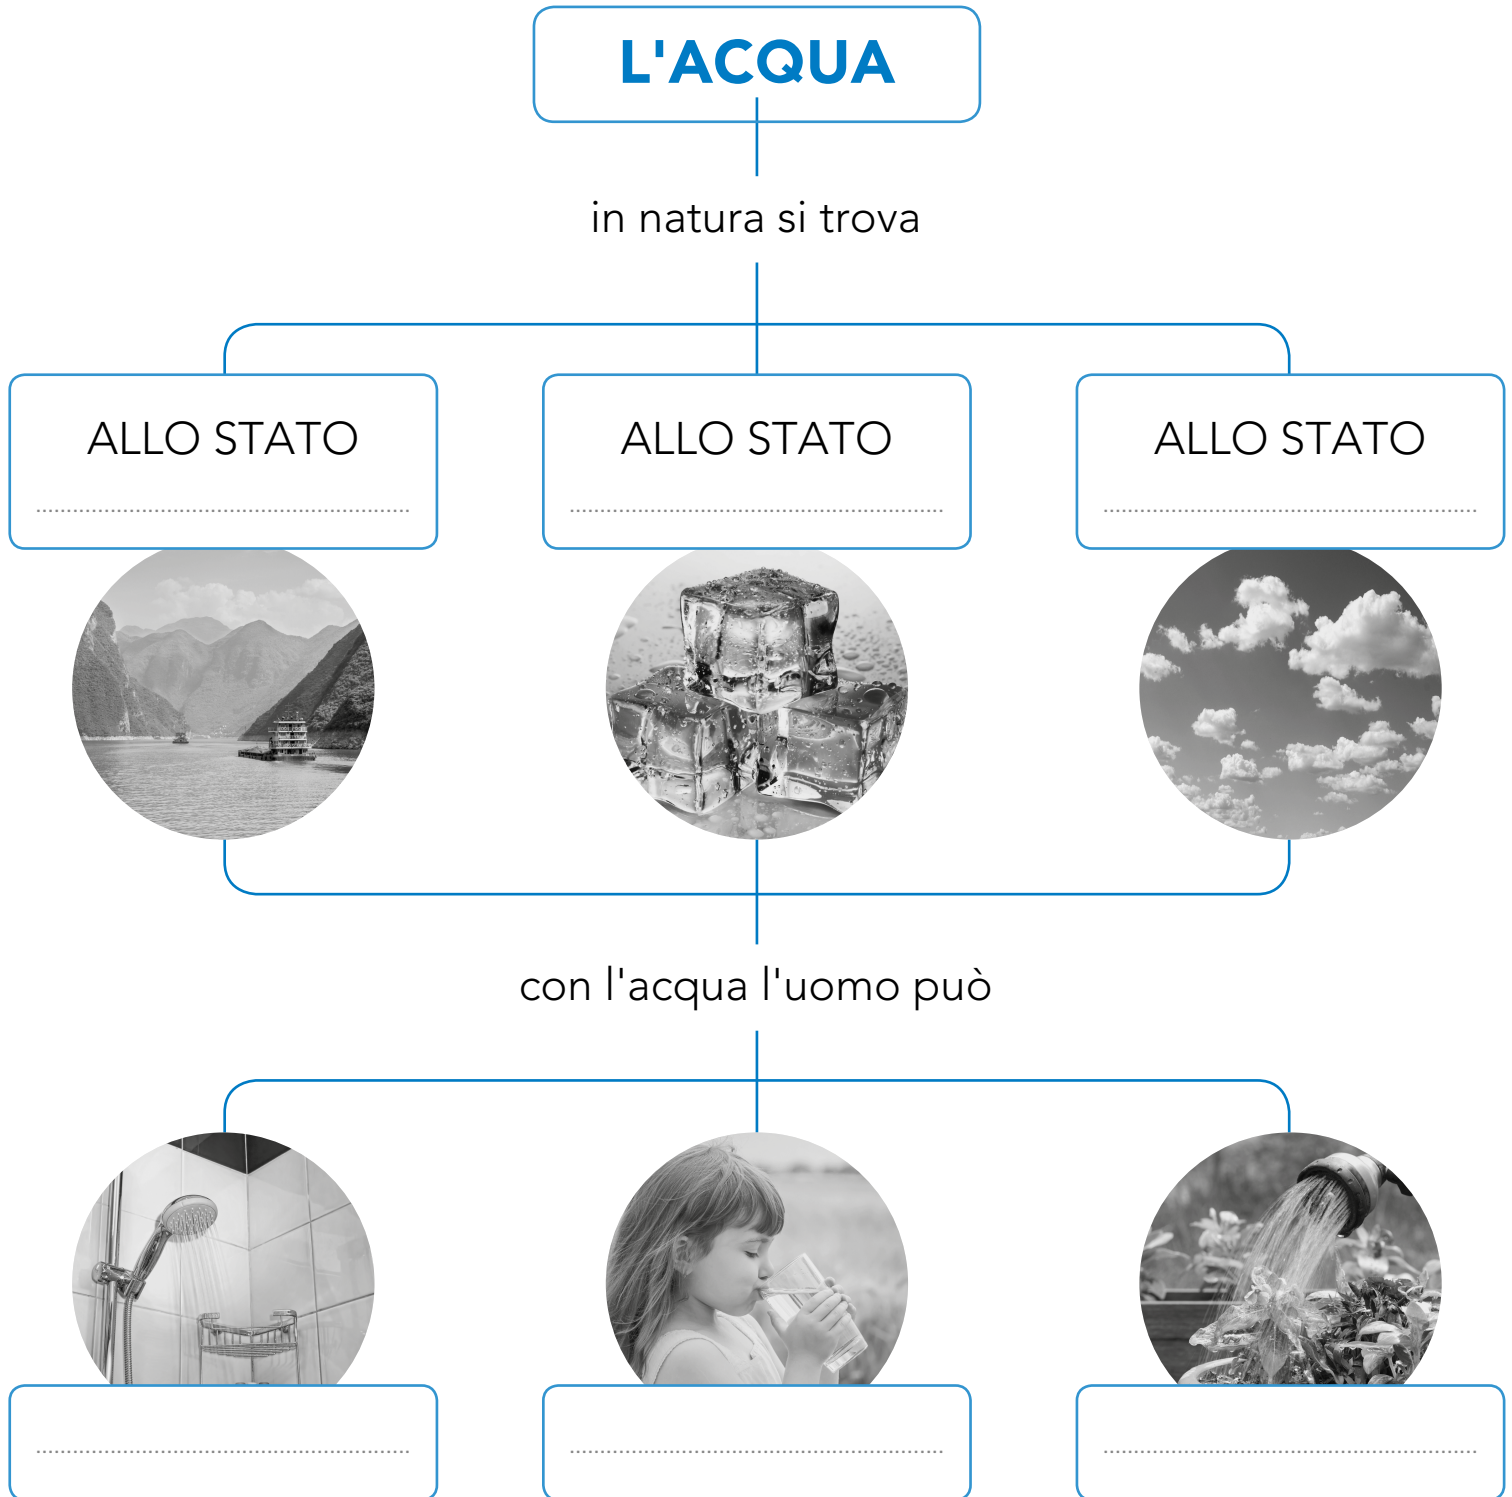 L'ACQUA
in natura si trova
ALLO STATO
ALLO STATO
ALLO STATO
con l'acqua l'uomo può